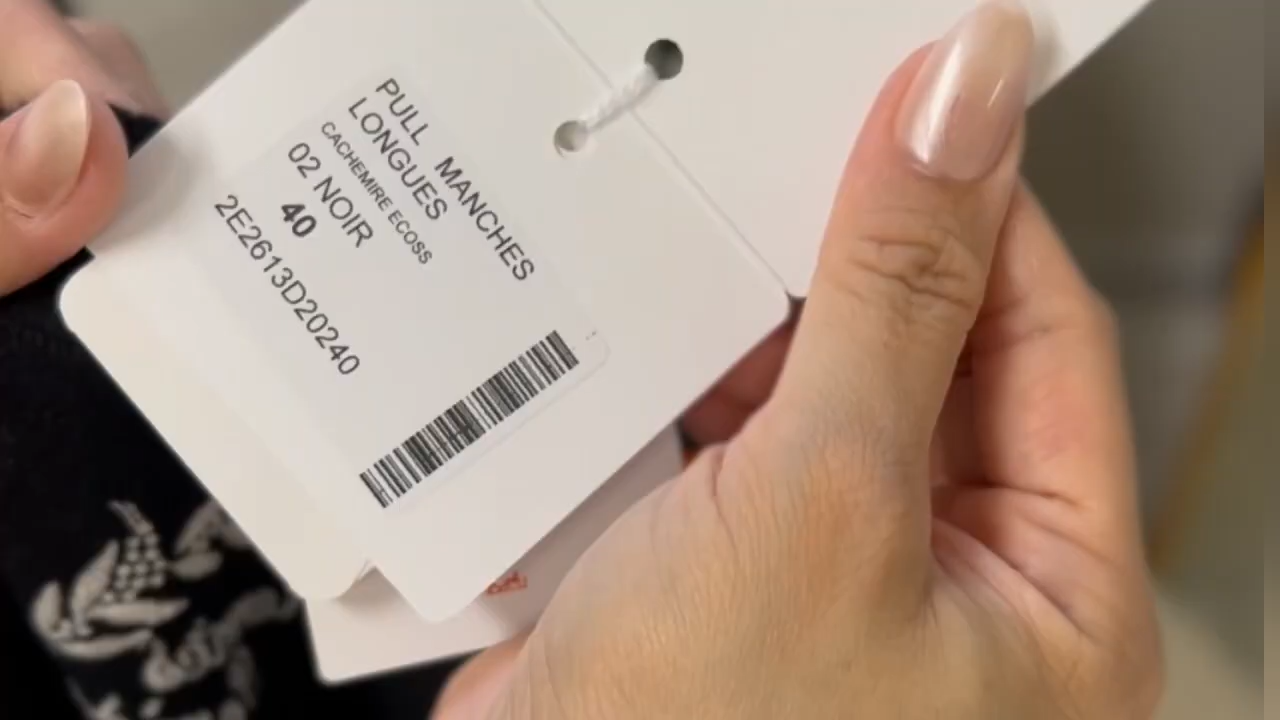 PULL MANCHES
LONGUES
CACHEMIRE ECOSS
02 NOIR
40
2E2613D20240